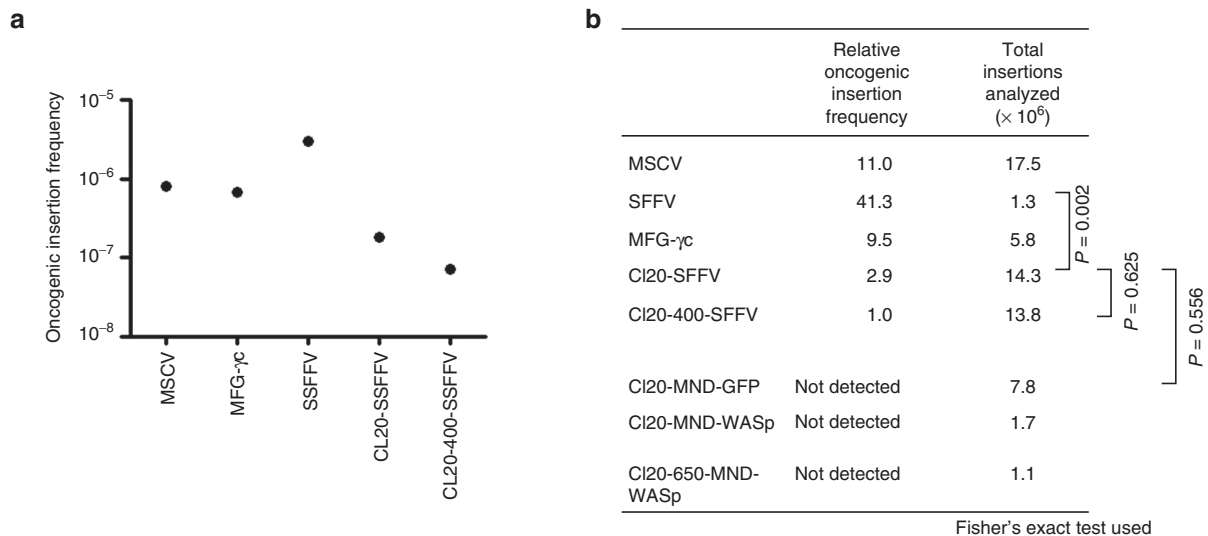 a
Oncogenic insertion frequency
10⁻⁵
10⁻⁶
10⁻⁷
10⁻⁸
MSCV
MFG-γc
SSFFV
CL20-SSFFV
CL20-400-SSFFV
b
Relative oncogenic insertion frequency
Total insertions analyzed (× 10⁶)
MSCV 11.0 17.5
SFFV 41.3 1.3
MFG-γc 9.5 5.8
Cl20-SFFV 2.9 14.3
Cl20-400-SFFV 1.0 13.8
Cl20-MND-GFP Not detected 7.8
Cl20-MND-WASp Not detected 1.7
Cl20-650-MND- Not detected 1.1
WASp
P = 0.002
P = 0.625
P = 0.556
Fisher's exact test used